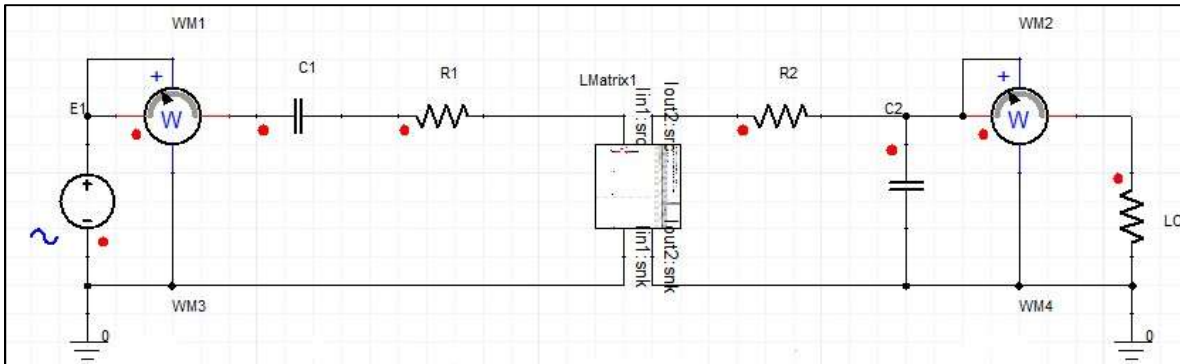 WM1
WM2
C1
R1
LMatrix1
R2
E1
C2
W
W
Iin1:src
Iout2:src
LO
Iin1:snk
Iout2:snk
WM3
WM4
0
0